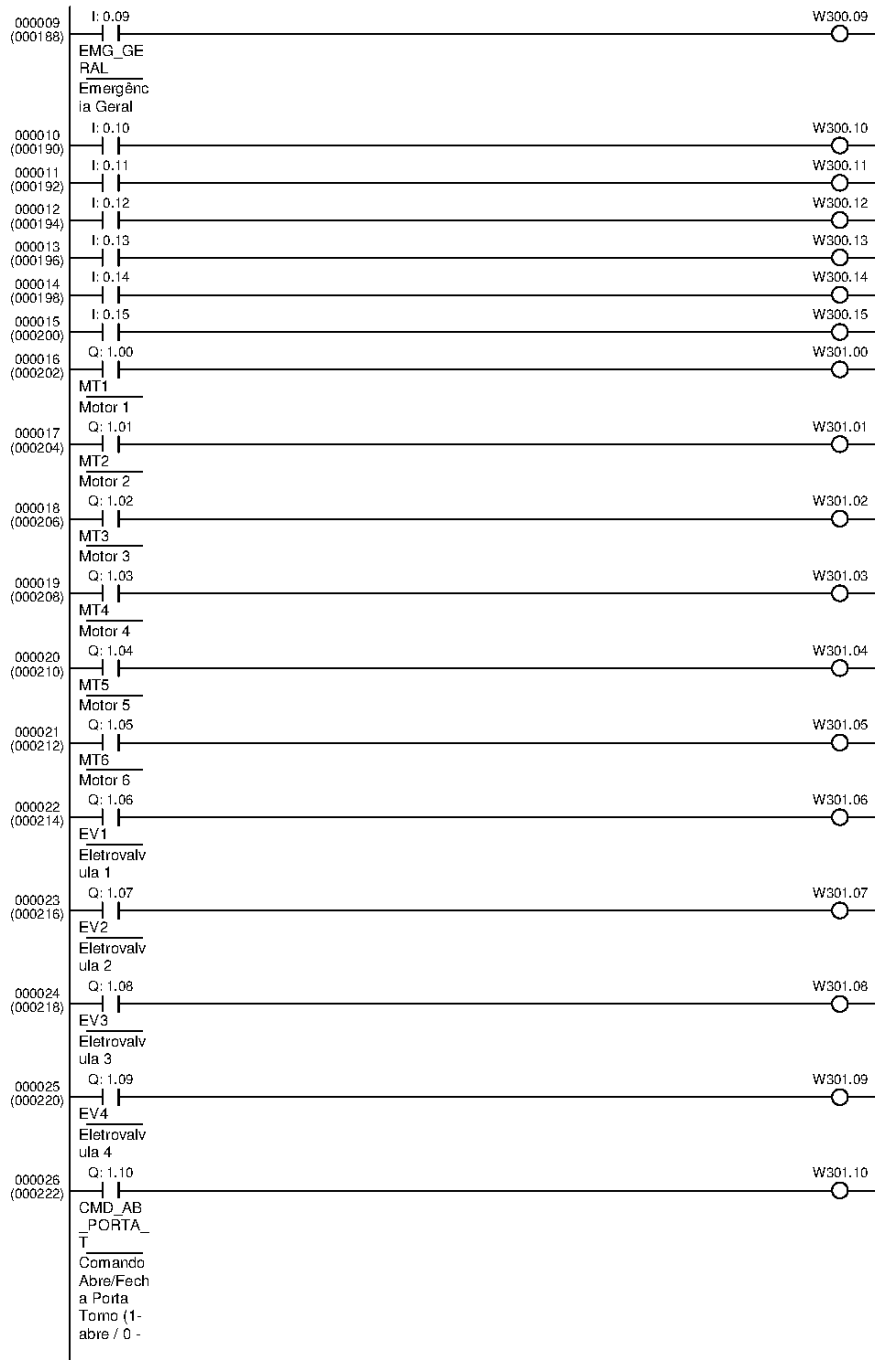 000009
(000188)
I: 0.09
W300.09
EMG_GE
RAL
Emergênc
ia Geral
000010
(000190)
I: 0.10
W300.10
000011
(000192)
I: 0.11
W300.11
000012
(000194)
I: 0.12
W300.12
000013
(000196)
I: 0.13
W300.13
000014
(000198)
I: 0.14
W300.14
000015
(000200)
I: 0.15
W300.15
000016
(000202)
Q: 1.00
W301.00
MT1
Motor 1
000017
(000204)
Q: 1.01
W301.01
MT2
Motor 2
000018
(000206)
Q: 1.02
W301.02
MT3
Motor 3
000019
(000208)
Q: 1.03
W301.03
MT4
Motor 4
000020
(000210)
Q: 1.04
W301.04
MT5
Motor 5
000021
(000212)
Q: 1.05
W301.05
MT6
Motor 6
000022
(000214)
Q: 1.06
W301.06
EV1
Eletrovalv
ula 1
000023
(000216)
Q: 1.07
W301.07
EV2
Eletrovalv
ula 2
000024
(000218)
Q: 1.08
W301.08
EV3
Eletrovalv
ula 3
000025
(000220)
Q: 1.09
W301.09
EV4
Eletrovalv
ula 4
000026
(000222)
Q: 1.10
W301.10
CMD_AB
_PORTA_
T
Comando
Abre/Fech
a Porta
Torno (1-
abre / 0 -